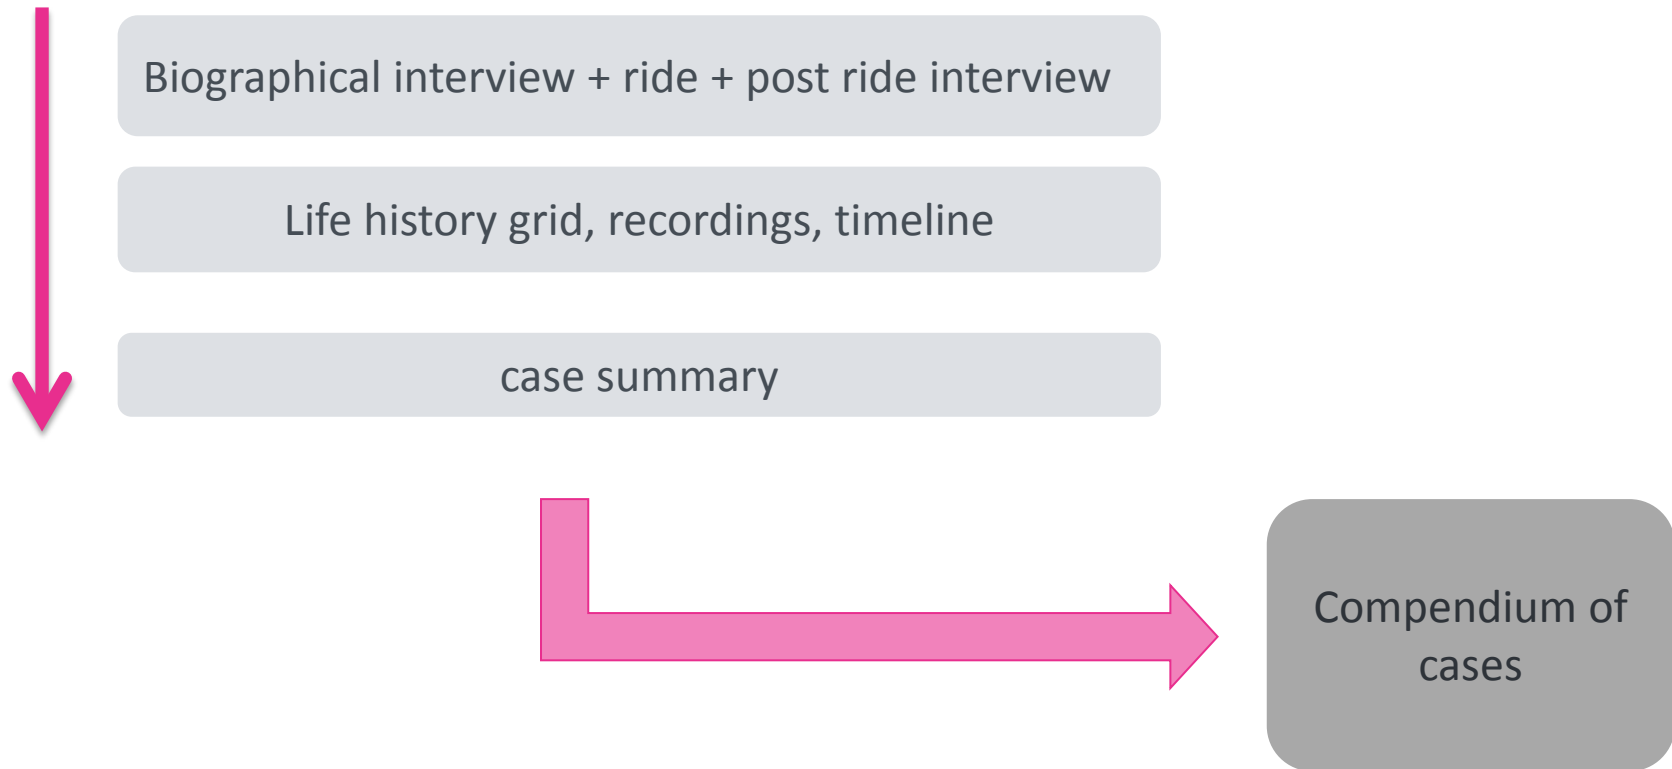 Biographical interview + ride + post ride interview
Life history grid, recordings, timeline
case summary
Compendium of
cases